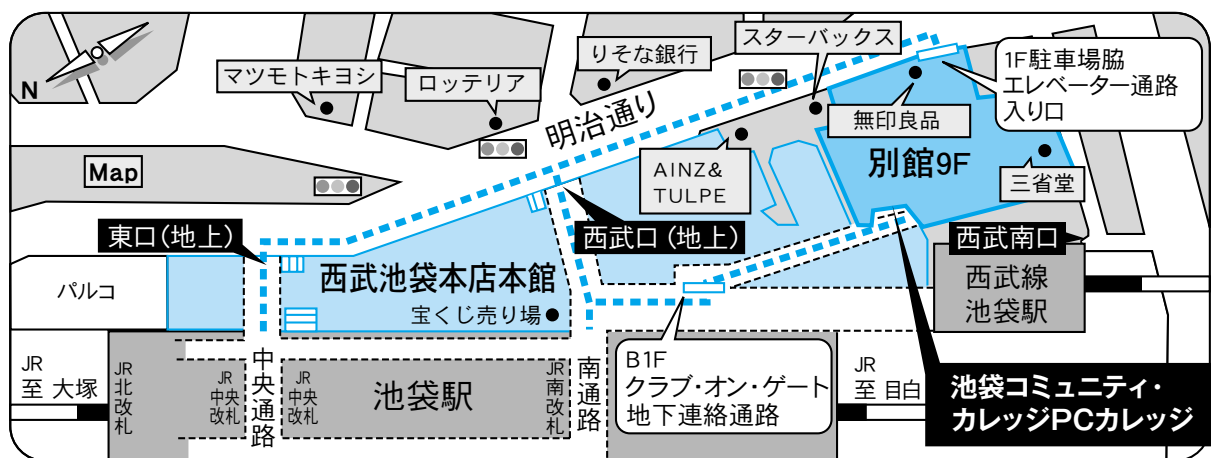 N
Map
マツモトキヨシ
ロッテリア
りそな銀行
スターバックス
1F駐車場脇
エレベーター通路
入り口
明治通り
無印良品
別館9F
AINZ&
TULPE
三省堂
東口(地上)
西武口(地上)
西武南口
パルコ
西武池袋本店本館
宝くじ売り場
西武線
池袋駅
JR
至 大塚
JR
北改札
JR
中央
改札
中央通路
JR
中央
改札
池袋駅
JR
南改札
南通路
B1F
クラブ・オン・ゲート
地下連絡通路
JR
至 目白
池袋コミュニティ・
カレッジPCカレッジ